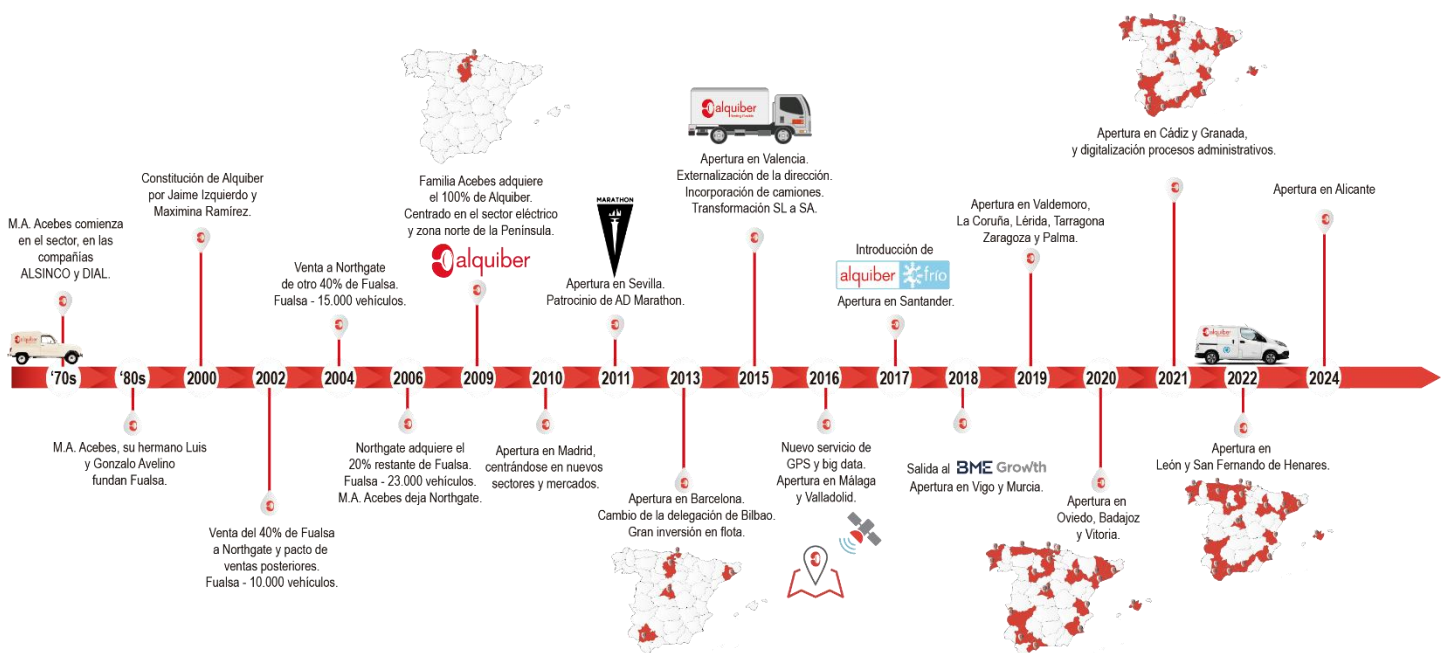 M.A. Acebes comienza
en el sector, en las
compañías
ALSINCO y DIAL.
'70s
'80s
M.A. Acebes, su hermano Luis
y Gonzalo Avelino
fundan Fualsa.
Constitución de Alquiber
por Jaime Izquierdo y
Maximina Ramírez.
2000
2002
Venta del 40% de Fualsa
a Northgate y pacto de
ventas posteriores.
Fualsa - 10.000 vehículos.
Venta a Northgate
de otro 40% de Fualsa.
Fualsa - 15.000 vehículos.
2004
2006
Northgate adquiere el
20% restante de Fualsa.
Fualsa - 23.000 vehículos.
M.A. Acebes deja Northgate.
Familia Acebes adquiere
el 100% de Alquiber.
Centrado en el sector eléctrico
y zona norte de la Península.
alquiber
2009
2010
Apertura en Madrid,
centrándose en nuevos
sectores y mercados.
MARATHON
Apertura en Sevilla.
Patrocinio de AD Marathon.
2011
2013
Apertura en Barcelona.
Cambio de la delegación de Bilbao.
Gran inversión en flota.
alquiber
Apertura en Valencia.
Externalización de la dirección.
Incorporación de camiones.
Transformación SL a SA.
2015
2016
Nuevo servicio de
GPS y big data.
Apertura en Málaga
y Valladolid.
Introducción de
alquiber frío
Apertura en Santander.
2017
2018
Salida al BME Growth
Apertura en Vigo y Murcia.
Apertura en Valdemoro,
La Coruña, Lérida, Tarragona
Zaragoza y Palma.
2019
2020
Apertura en
Oviedo, Badajoz
y Vitoria.
Apertura en Cádiz y Granada,
y digitalización procesos administrativos.
2021
alquiber
2022
Apertura en
León y San Fernando de Henares.
Apertura en Alicante
2024